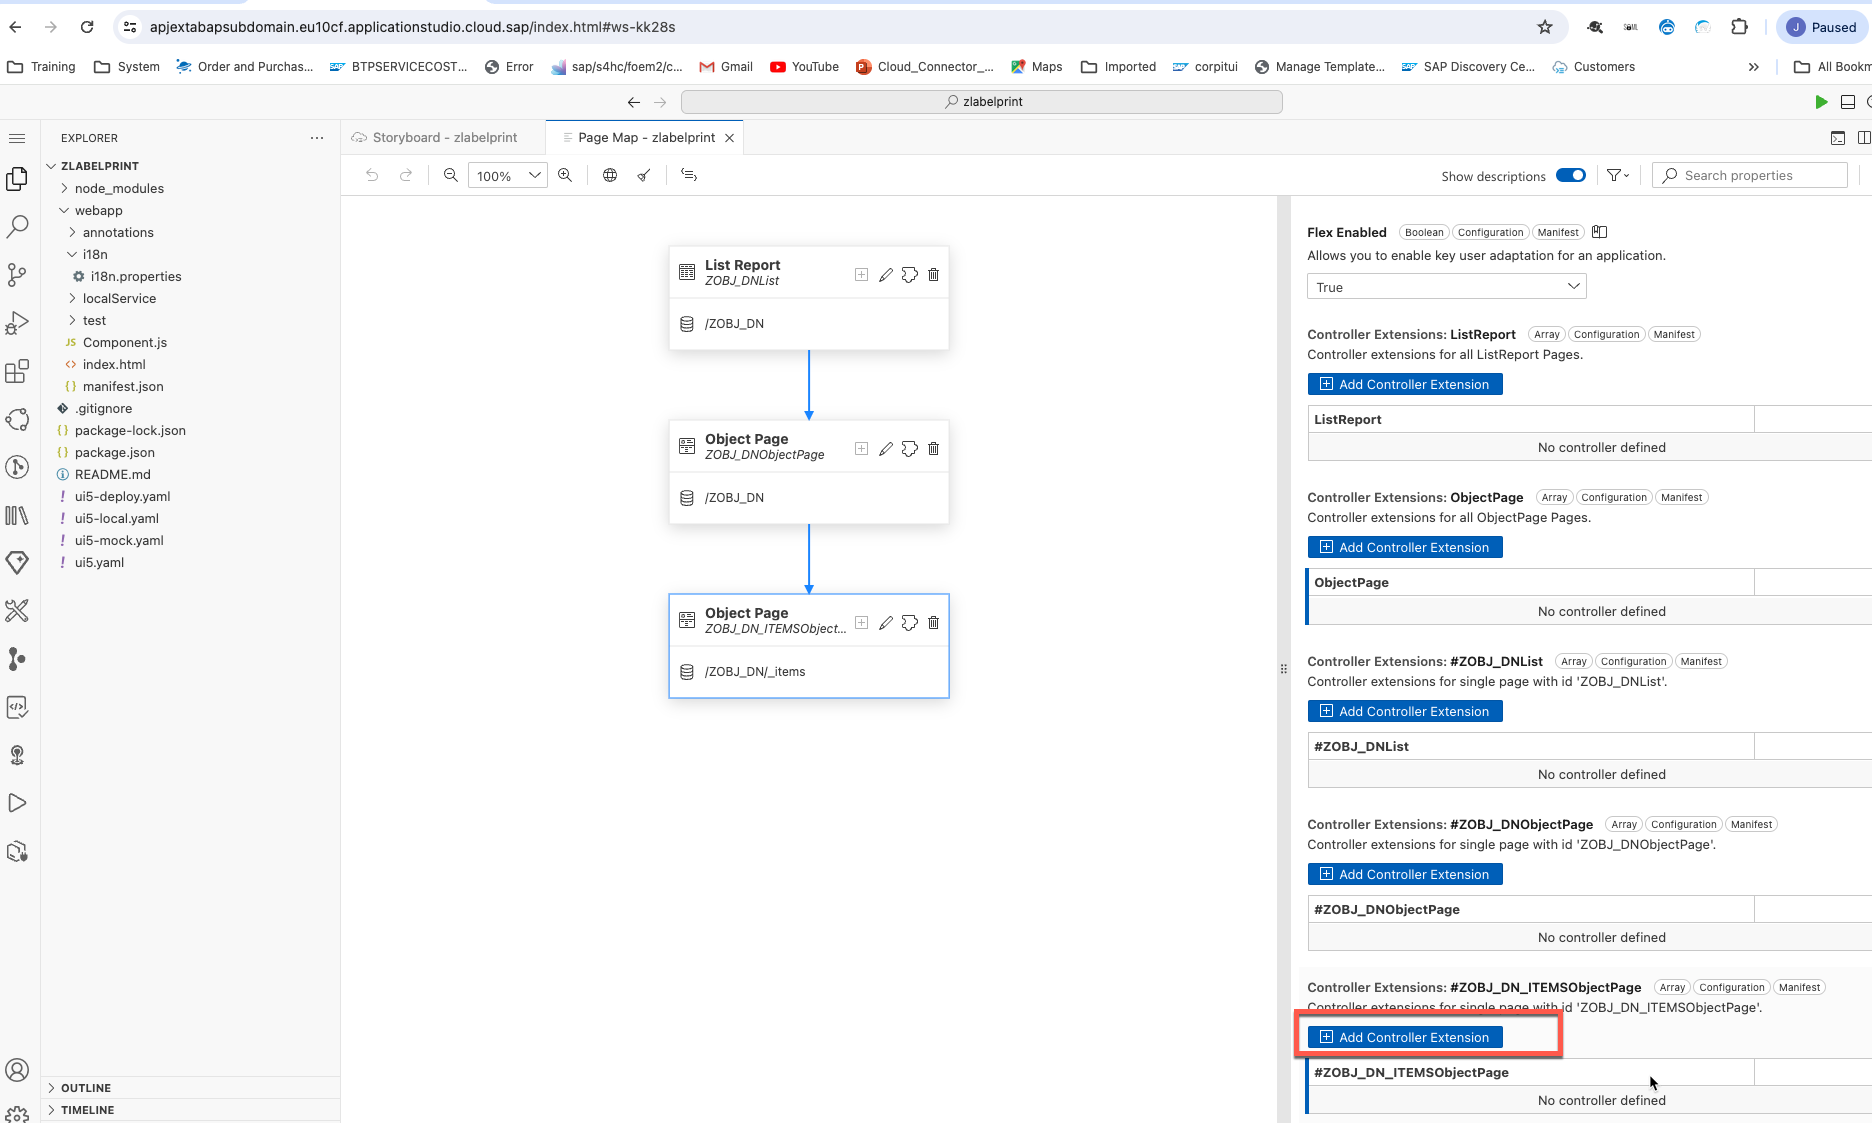 apjextabapsubdomain.eu10cf.applicationstudio.cloud.sap/index.html#ws-kk28s
J Paused
Training System Order and Purchas... BTPSERVICECOST... Error sap/s4hc/foem2/c... Gmail YouTube Cloud_Connector_... Maps Imported corpitui Manage Template... SAP Discovery Ce... Customers » All Bookm
zlabelprint
EXPLORER ...
Storyboard - zlabelprint
Page Map - zlabelprint
ZLABELPRINT
node_modules
webapp
annotations
i18n
i18n.properties
localService
test
JS Component.js
index.html
manifest.json
.gitignore
package-lock.json
package.json
README.md
! ui5-deploy.yaml
! ui5-local.yaml
! ui5-mock.yaml
! ui5.yaml
OUTLINE
TIMELINE
100%
Show descriptions
Search properties
List Report
ZOBJ_DNList
/ZOBJ_DN
Object Page
ZOBJ_DNObjectPage
/ZOBJ_DN
Object Page
ZOBJ_DN_ITEMSObject...
/ZOBJ_DN/_items
Flex Enabled Boolean Configuration Manifest
Allows you to enable key user adaptation for an application.
True
Controller Extensions: ListReport Array Configuration Manifest
Controller extensions for all ListReport Pages.
Add Controller Extension
ListReport
No controller defined
Controller Extensions: ObjectPage Array Configuration Manifest
Controller extensions for all ObjectPage Pages.
Add Controller Extension
ObjectPage
No controller defined
Controller Extensions: #ZOBJ_DNList Array Configuration Manifest
Controller extensions for single page with id 'ZOBJ_DNList'.
Add Controller Extension
#ZOBJ_DNList
No controller defined
Controller Extensions: #ZOBJ_DNObjectPage Array Configuration Manifest
Controller extensions for single page with id 'ZOBJ_DNObjectPage'.
Add Controller Extension
#ZOBJ_DNObjectPage
No controller defined
Controller Extensions: #ZOBJ_DN_ITEMSObjectPage Array Configuration Manifest
Controller extensions for single page with id 'ZOBJ_DN_ITEMSObjectPage'.
Add Controller Extension
#ZOBJ_DN_ITEMSObjectPage
No controller defined